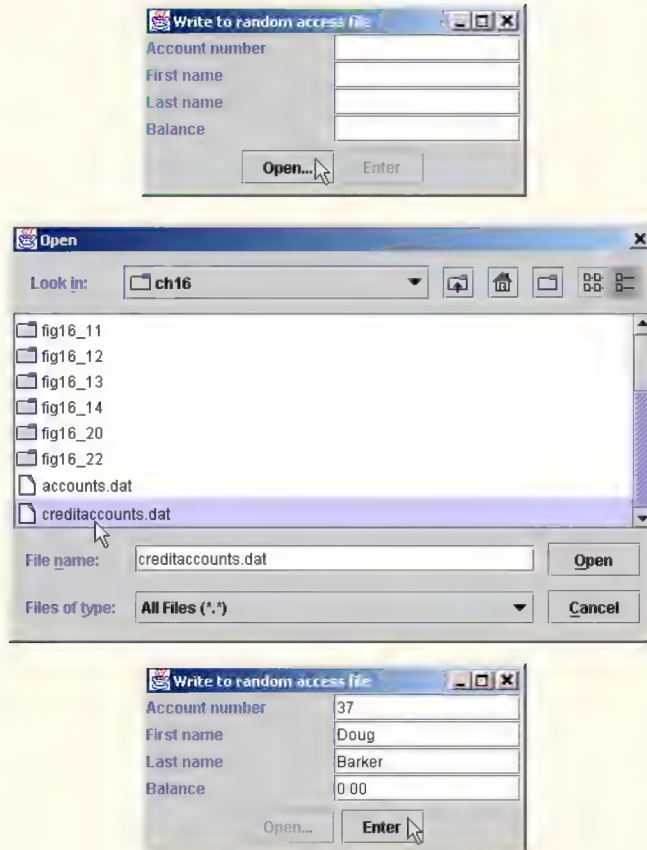 Write to random access file
Account number
First name
Last name
Balance
Open... Enter
Open
Look in: ch16
fig16_11
fig16_12
fig16_13
fig16_14
fig16_20
fig16_22
accounts.dat
creditaccounts.dat
File name: creditaccounts.dat Open
Files of type: All Files (*.*) Cancel
Write to random access file
Account number 37
First name Doug
Last name Barker
Balance 0 00
Open... Enter